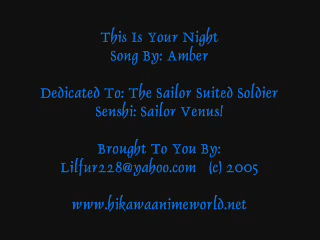 This Is Your Night
Song By: Amber
Dedicated To: The Sailor Suited Soldier
Senshi: Sailor Venus!
Brought To You By:
Lilfur228@yahoo.com (c) 2005
www.hikawaanimeworld.net